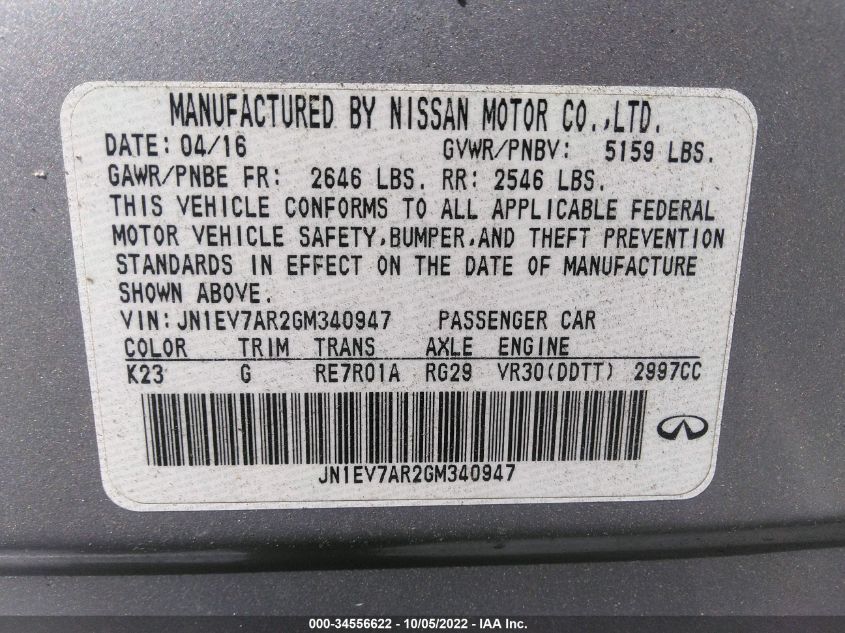 MANUFACTURED BY NISSAN MOTOR CO.,LTD.
DATE: 04/16 GVWR/PNBV: 5159 LBS.
GAWR/PNBE FR: 2646 LBS. RR: 2546 LBS.
THIS VEHICLE CONFORMS TO ALL APPLICABLE FEDERAL
MOTOR VEHICLE SAFETY,BUMPER,AND THEFT PREVENTION
STANDARDS IN EFFECT ON THE DATE OF MANUFACTURE
SHOWN ABOVE.
VIN:JN1EV7AR2GM340947 PASSENGER CAR
COLOR TRIM TRANS AXLE ENGINE
K23 G RE7R01A RG29 VR30(DDTT) 2997CC
JN1EV7AR2GM340947
000-34556622 - 10/05/2022 - IAA Inc.